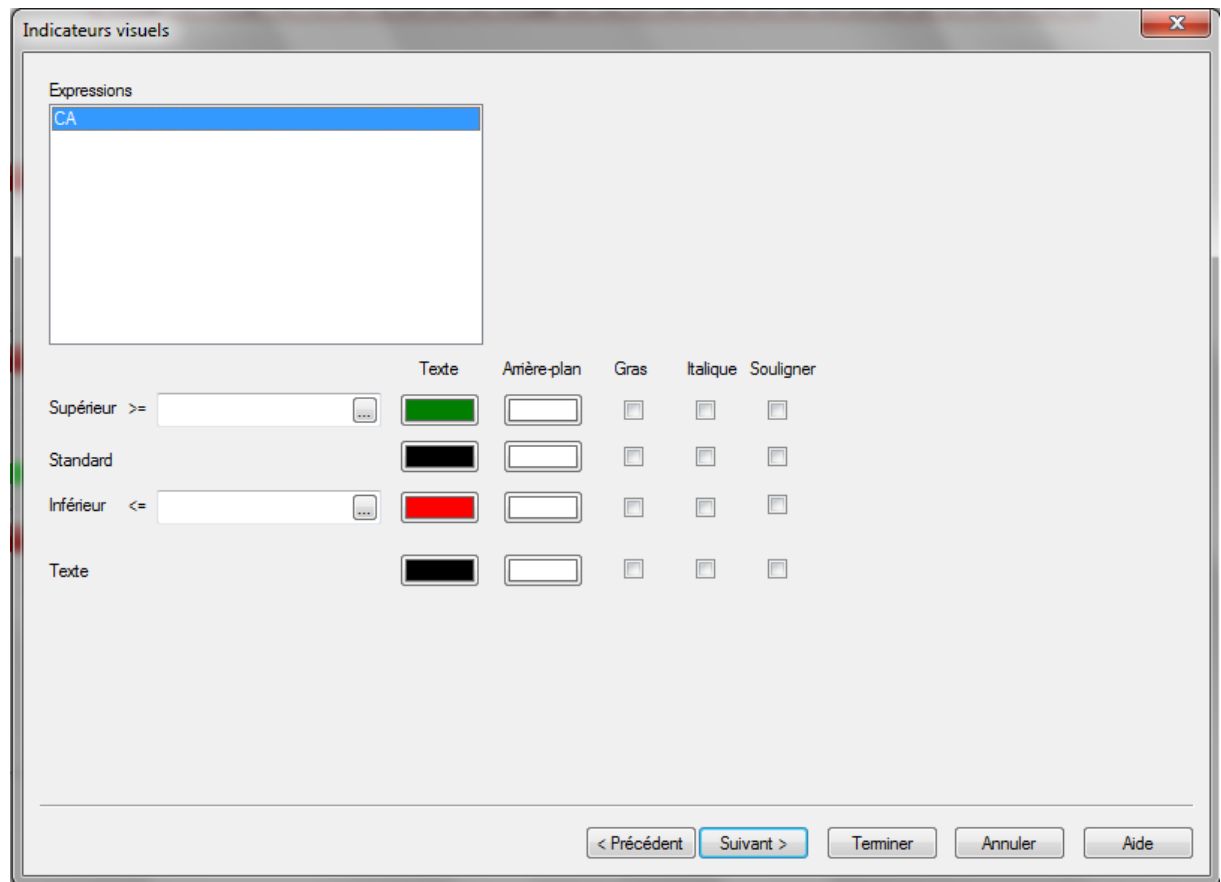 Indicateurs visuels
x
Expressions
CA
Texte Arrière-plan Gras Italique Souligner
Supérieur >= ...
Standard
Inférieur <= ...
Texte
< Précédent Suivant > Terminer Annuler Aide